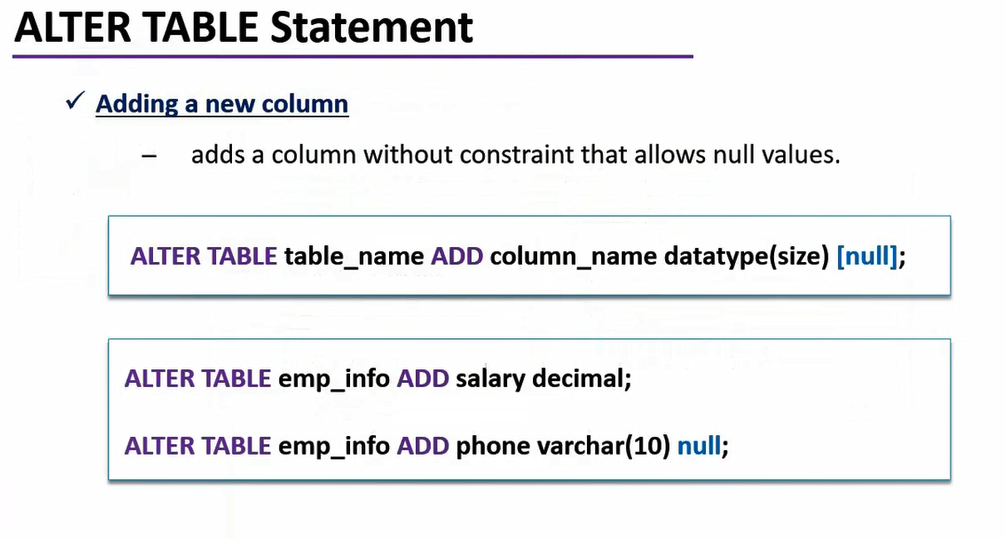 ALTER TABLE Statement
✓ Adding a new column
– adds a column without constraint that allows null values.
ALTER TABLE table_name ADD column_name datatype(size) [null];
ALTER TABLE emp_info ADD salary decimal;
ALTER TABLE emp_info ADD phone varchar(10) null;